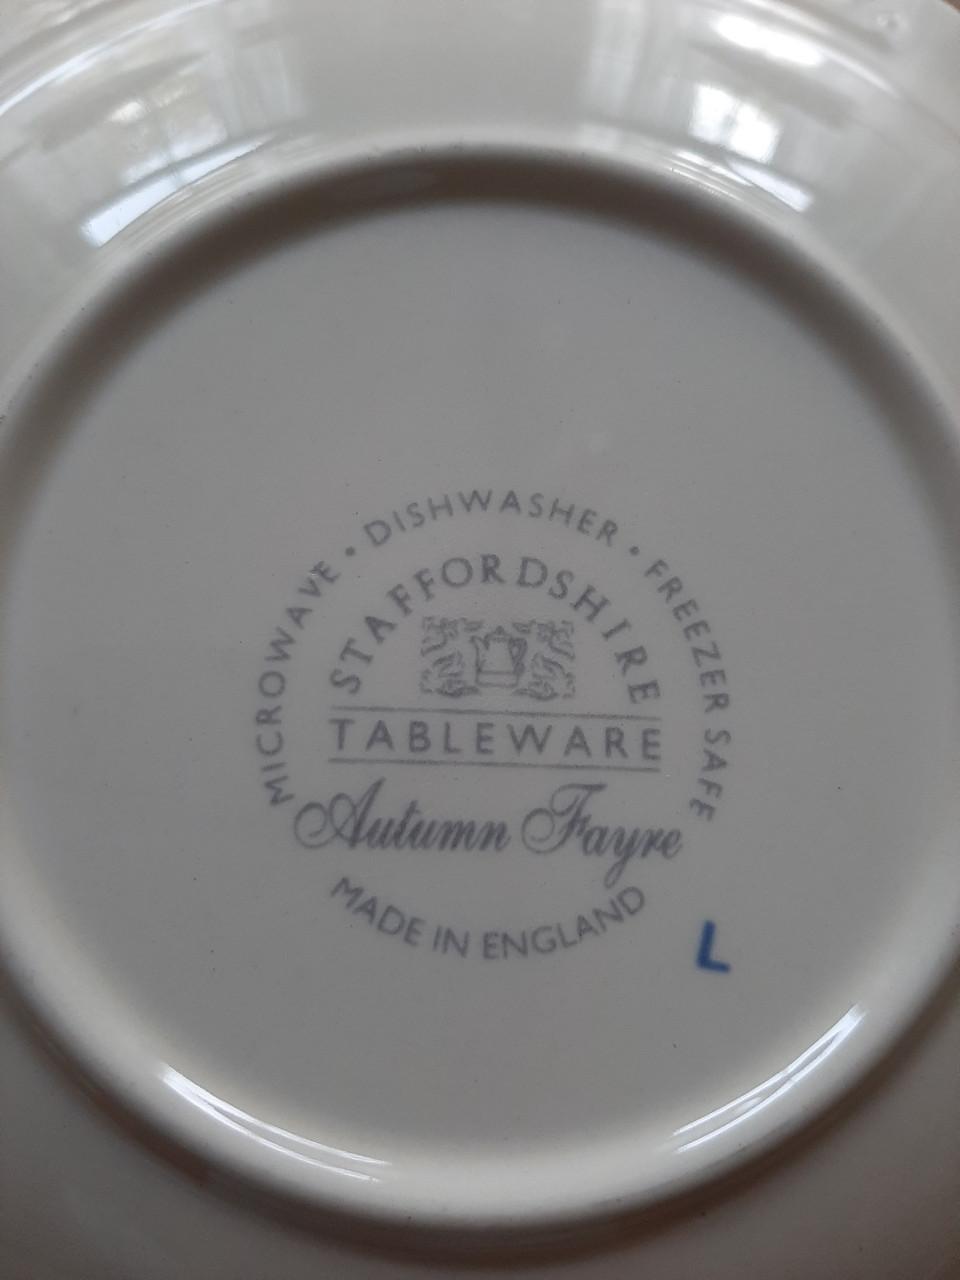 MICROWAVE • DISHWASHER • FREEZER SAFE
STAFFORDSHIRE
TABLEWARE
Autumn Fayre
MADE IN ENGLAND
L